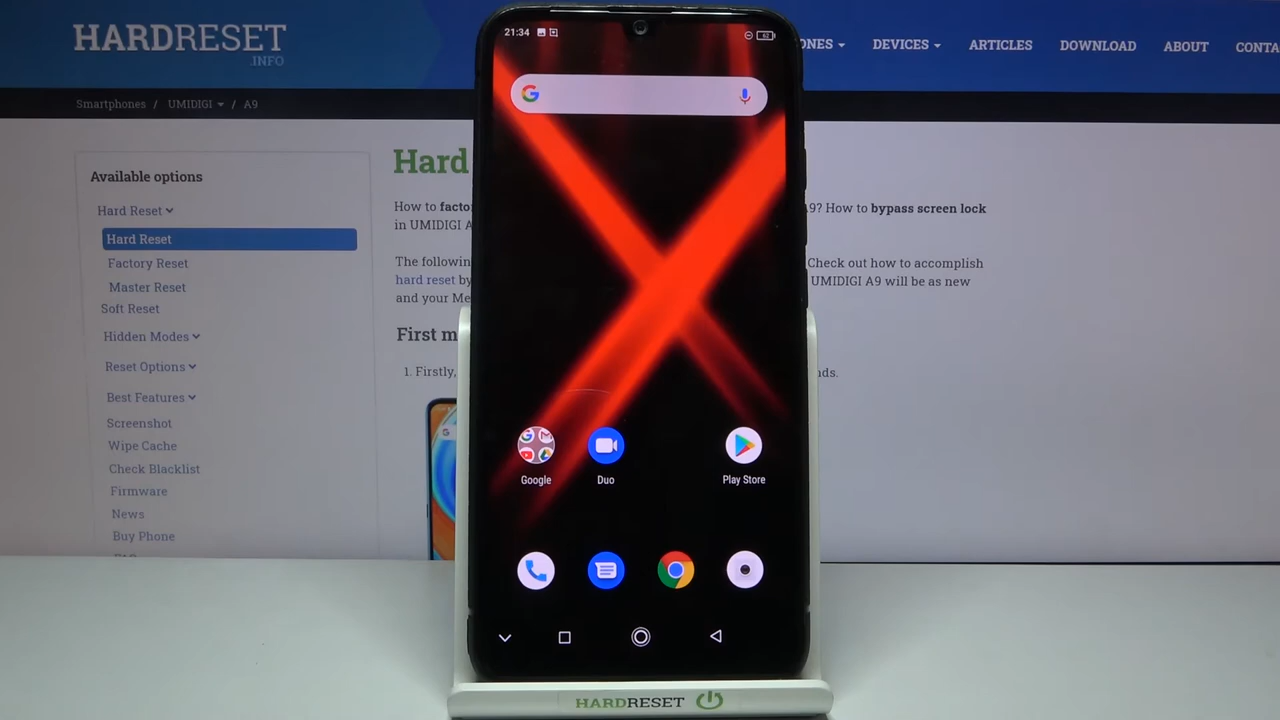 HARDRESET
.INFO
ONES
DEVICES
ARTICLES
DOWNLOAD
ABOUT
CONTA
Smartphones / UMIDIGI / A9
Available options
Hard Reset
Hard Reset
Factory Reset
Master Reset
Soft Reset
Hidden Modes
Reset Options
Best Features
Screenshot
Wipe Cache
Check Blacklist
Firmware
News
Buy Phone
Hard
How to facto
A9? How to bypass screen lock
in UMIDIGI A
The following
Check out how to accomplish
hard reset by
UMIDIGI A9 will be as new
and your Me
First m
1. Firstly,
nds.
21:34
62
Google
Duo
Play Store
HARDRESET